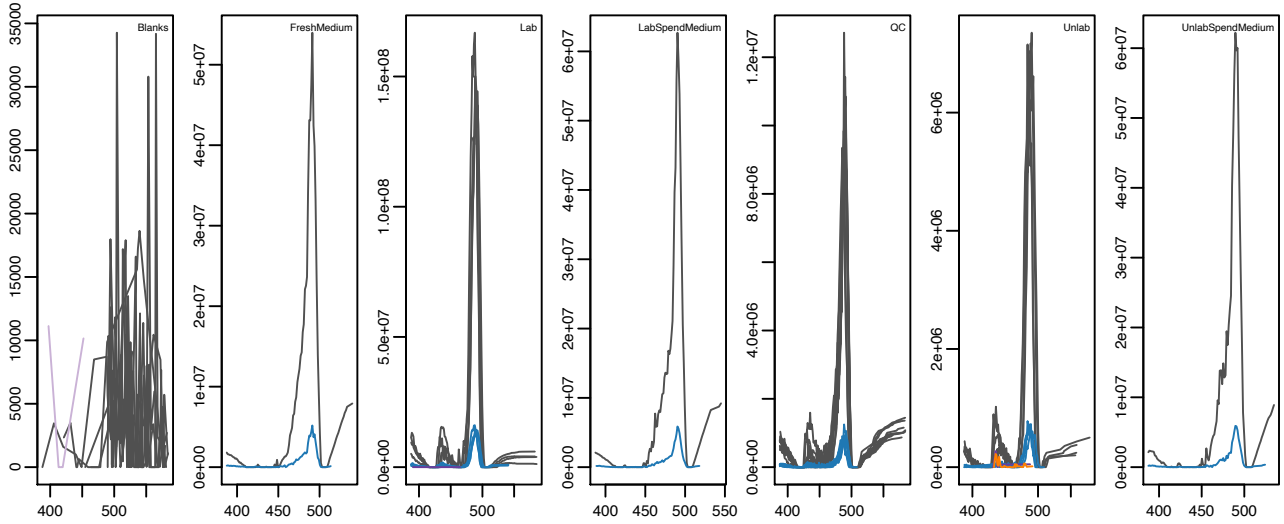 Blanks
0
5000
10000
15000
20000
25000
30000
35000
400
500
FreshMedium
0e+00
1e+07
2e+07
3e+07
4e+07
5e+07
400
450
500
Lab
0.0e+00
5.0e+07
1.0e+08
1.5e+08
400
500
LabSpendMedium
0e+00
1e+07
2e+07
3e+07
4e+07
5e+07
6e+07
400
450
500
550
QC
0.0e+00
4.0e+06
8.0e+06
1.2e+07
400
500
Unlab
0e+00
2e+06
4e+06
6e+06
400
500
UnlabSpendMedium
0e+00
1e+07
2e+07
3e+07
4e+07
5e+07
6e+07
400
450
500